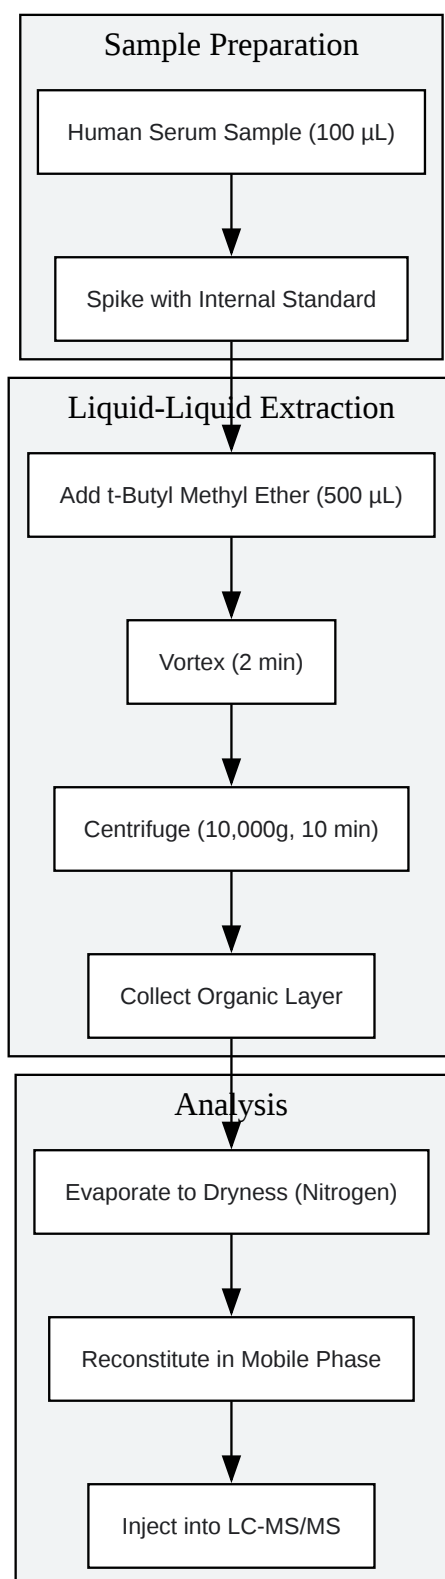 Sample Preparation
Human Serum Sample (100 µL)
Spike with Internal Standard
Liquid-Liquid Extraction
Add t-Butyl Methyl Ether (500 µL)
Vortex (2 min)
Centrifuge (10,000g, 10 min)
Collect Organic Layer
Analysis
Evaporate to Dryness (Nitrogen)
Reconstitute in Mobile Phase
Inject into LC-MS/MS